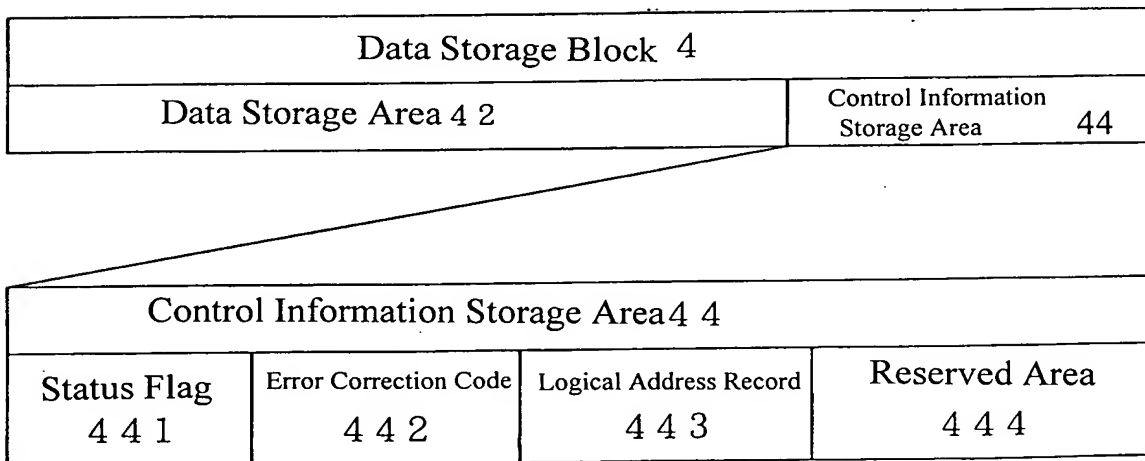 Data Storage Block 4
Data Storage Area 4 2
Control Information
Storage Area 44
Control Information Storage Area4 4
Status Flag
4 4 1
Error Correction Code
4 4 2
Logical Address Record
4 4 3
Reserved Area
4 4 4